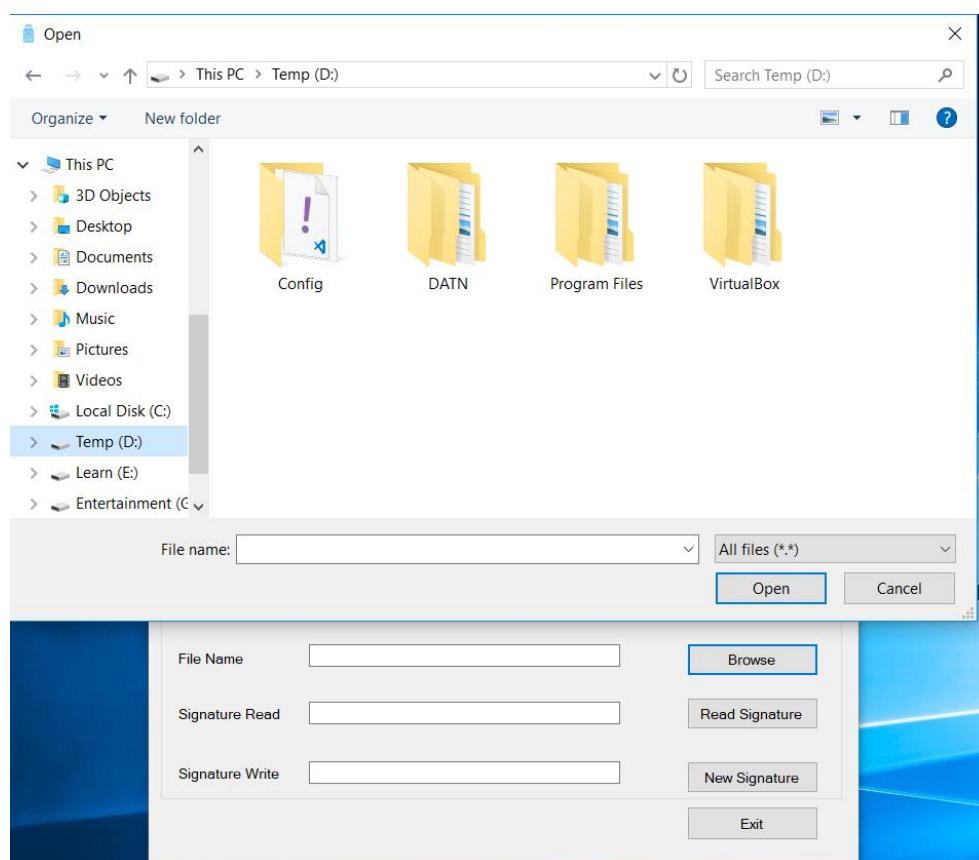 Open
This PC > Temp (D:)
Search Temp (D:)
Organize
New folder
This PC
3D Objects
Desktop
Documents
Downloads
Music
Pictures
Videos
Local Disk (C:)
Temp (D:)
Learn (E:)
Entertainment (G
Config
DATN
Program Files
VirtualBox
File name:
All files (*.*)
Open
Cancel
File Name
Browse
Signature Read
Read Signature
Signature Write
New Signature
Exit